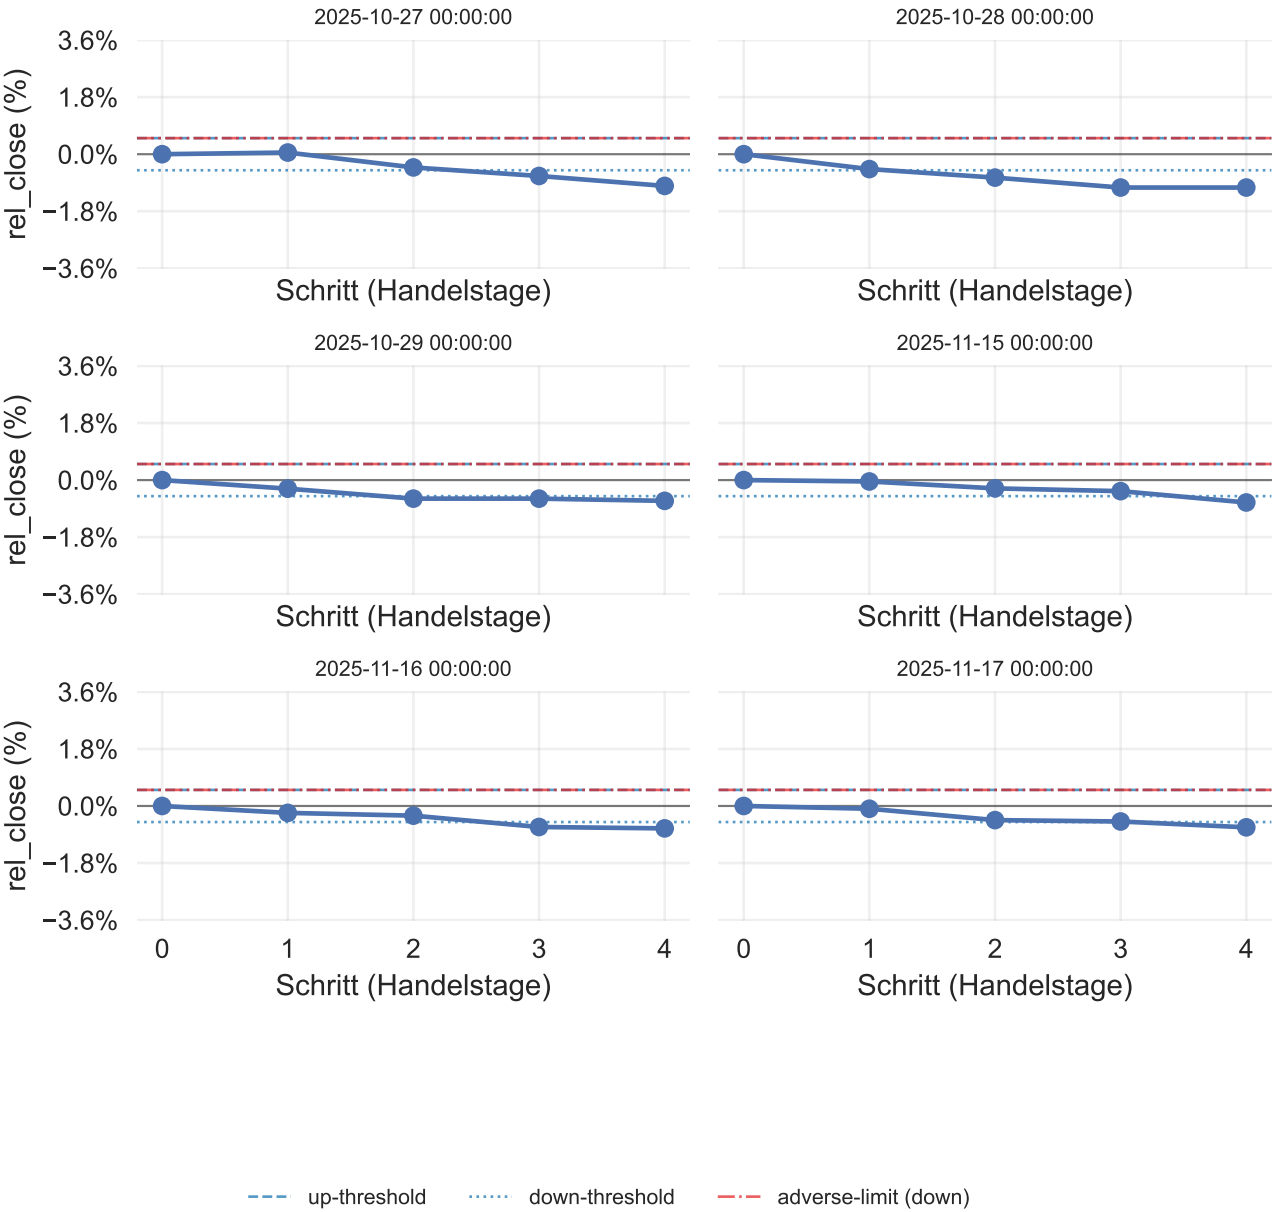 2025-10-27 00:00:00
2025-10-28 00:00:00
3.6%
1.8%
0.0%
−1.8%
−3.6%
rel_close (%)
Schritt (Handelstage)
Schritt (Handelstage)
2025-10-29 00:00:00
2025-11-15 00:00:00
3.6%
1.8%
0.0%
−1.8%
−3.6%
rel_close (%)
Schritt (Handelstage)
Schritt (Handelstage)
2025-11-16 00:00:00
2025-11-17 00:00:00
3.6%
1.8%
0.0%
−1.8%
−3.6%
rel_close (%)
0 1 2 3 4
0 1 2 3 4
Schritt (Handelstage)
Schritt (Handelstage)
up-threshold
down-threshold
adverse-limit (down)